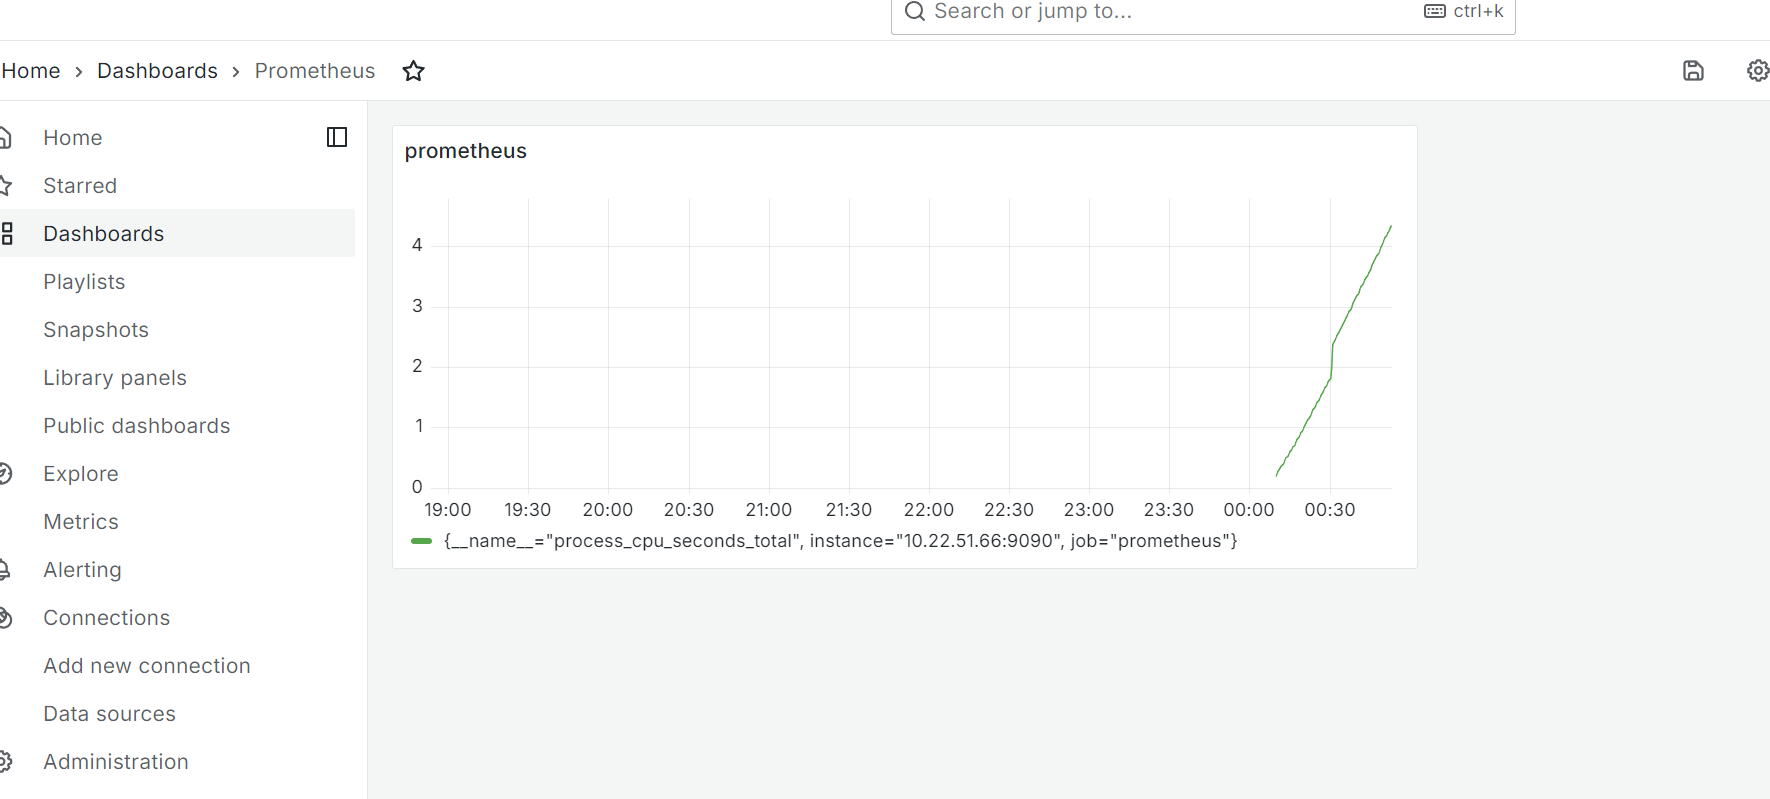 Search or jump to... ctrl+k
Home > Dashboards > Prometheus
Home
Starred
Dashboards
Playlists
Snapshots
Library panels
Public dashboards
Explore
Metrics
Alerting
Connections
Add new connection
Data sources
Administration
prometheus
4
3
2
1
0
19:00 19:30 20:00 20:30 21:00 21:30 22:00 22:30 23:00 23:30 00:00 00:30
{__name__="process_cpu_seconds_total", instance="10.22.51.66:9090", job="prometheus"}